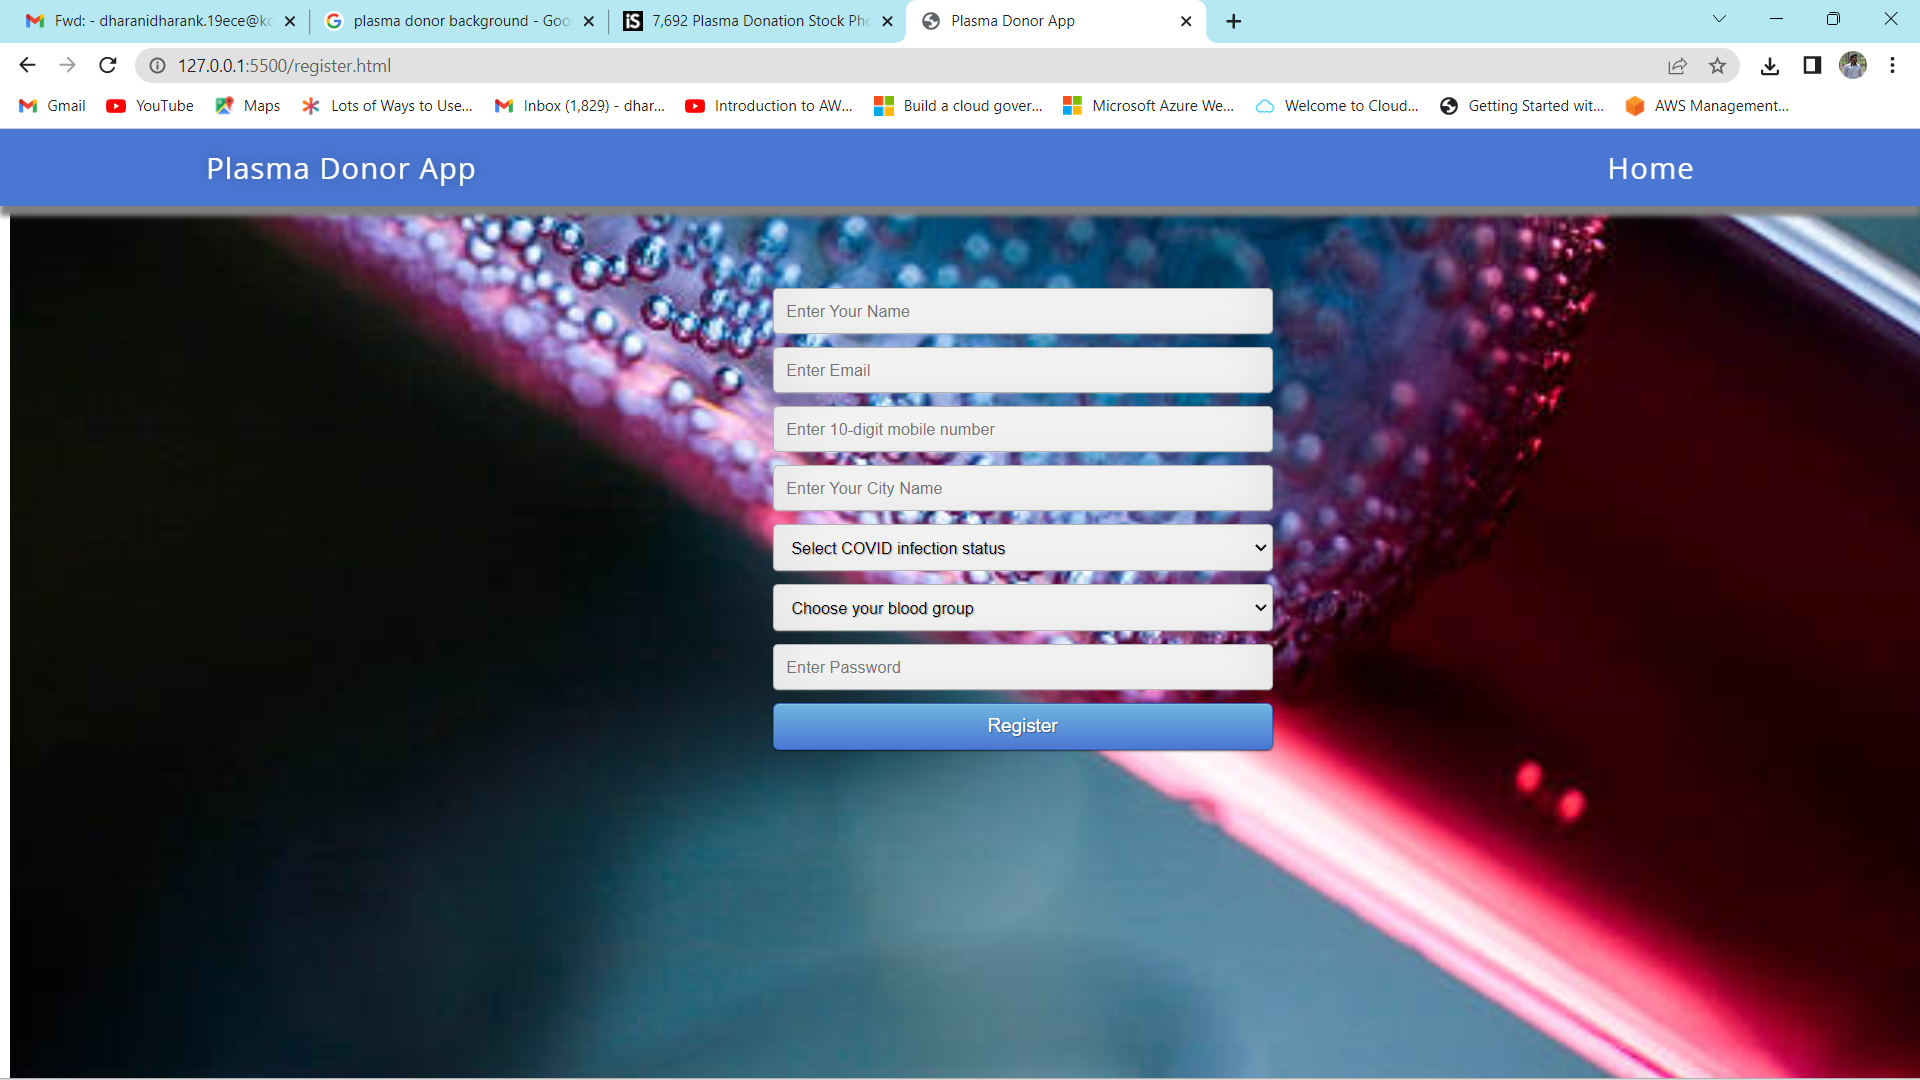 Fwd: - dharanidharank.19ece@kc
plasma donor background - Goo
iS 7,692 Plasma Donation Stock Pho
Plasma Donor App
127.0.0.1:5500/register.html
Gmail
YouTube
Maps
Lots of Ways to Use...
Inbox (1,829) - dhar...
Introduction to AW...
Build a cloud gover...
Microsoft Azure We...
Welcome to Cloud...
Getting Started wit...
AWS Management...
Plasma Donor App
Home
Enter Your Name
Enter Email
Enter 10-digit mobile number
Enter Your City Name
Select COVID infection status
Choose your blood group
Enter Password
Register